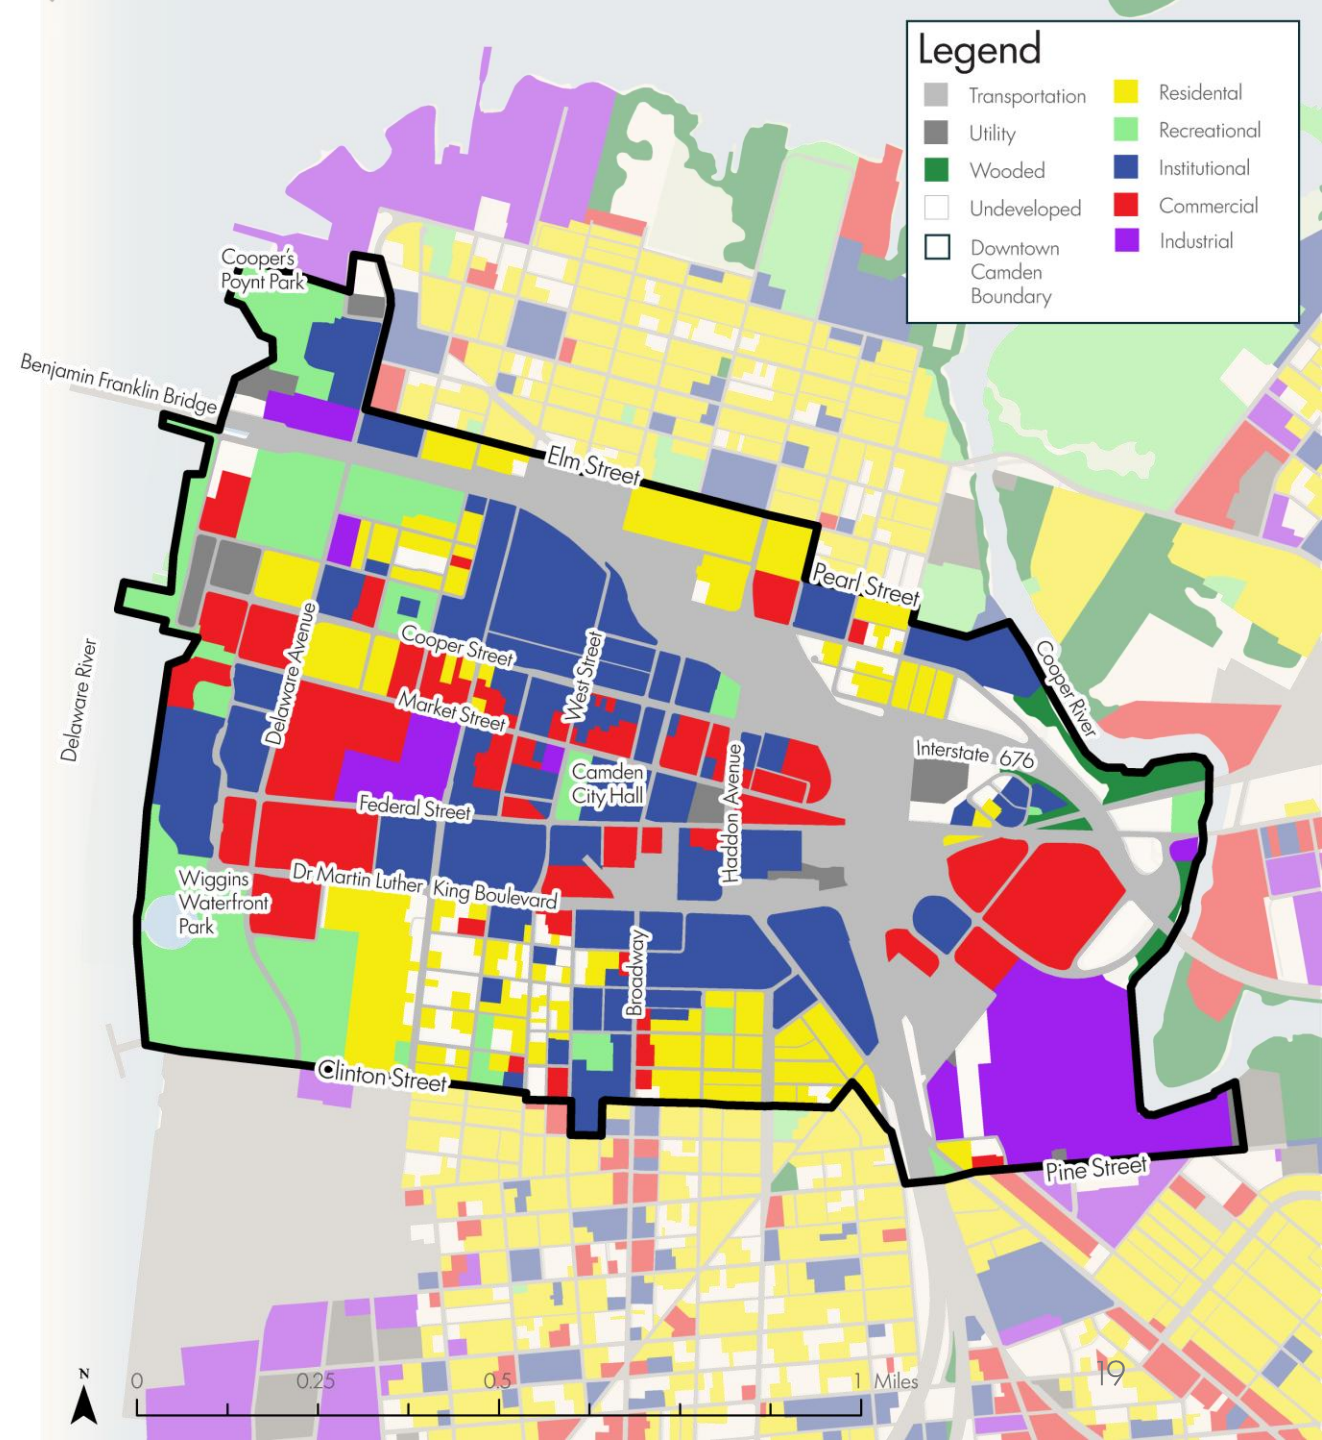 Legend
Transportation
Utility
Wooded
Undeveloped
Downtown
Camden
Boundary
Residental
Recreational
Institutional
Commercial
Industrial
Cooper's
Poynt Park
Benjamin Franklin Bridge
Elm Street
Pearl Street
Cooper River
Delaware River
Delaware Avenue
Cooper Street
West Street
Market Street
Interstate 676
Camden
City Hall
Haddon Avenue
Federal Street
Wiggins
Waterfront
Park
Dr Martin Luther King Boulevard
Broadway
Clinton Street
Pine Street
19
N
0 0.25 0.5 1 Miles